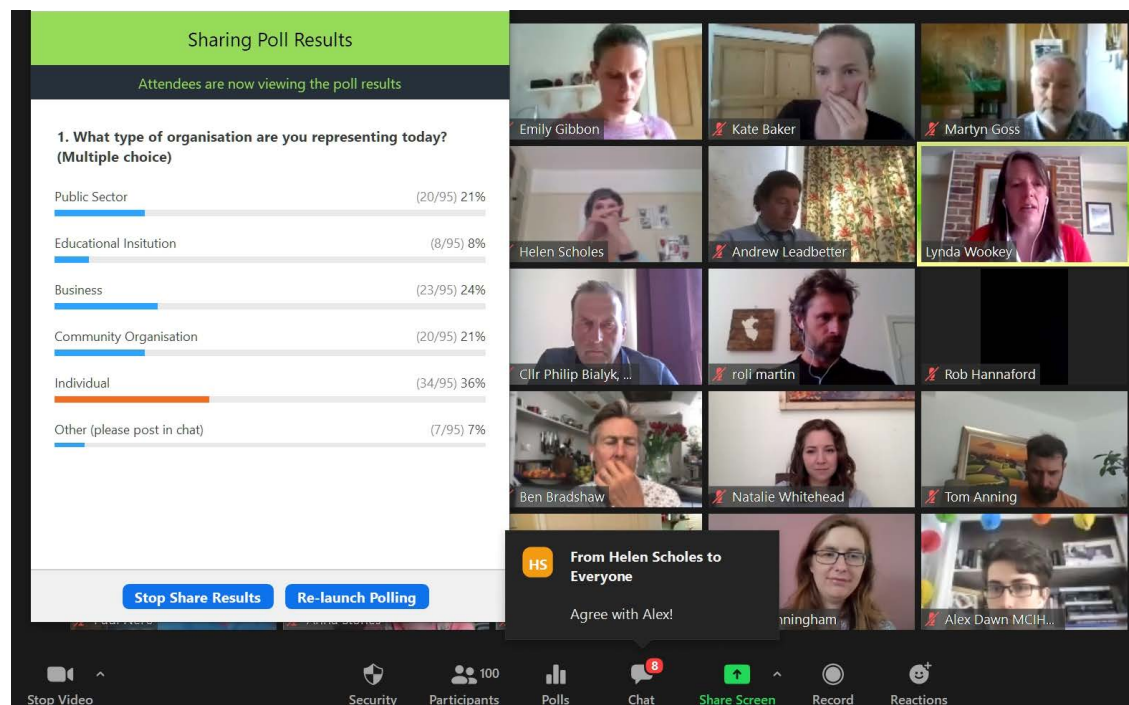 Sharing Poll Results
Attendees are now viewing the poll results
1. What type of organisation are you representing today?
(Multiple choice)
Public Sector (20/95) 21%
Educational Insitution (8/95) 8%
Business (23/95) 24%
Community Organisation (20/95) 21%
Individual (34/95) 36%
Other (please post in chat) (7/95) 7%
Stop Share Results Re-launch Polling
Emily Gibbon Kate Baker Martyn Goss
Helen Scholes Andrew Leadbetter Lynda Wookey
Cllr Philip Bialyk, ... roli martin Rob Hannaford
Ben Bradshaw Natalie Whitehead Tom Anning
HS From Helen Scholes to
Everyone
Agree with Alex!
nningham Alex Dawn MCIH...
8
100
Stop Video Security Participants Polls Chat Share Screen Record Reactions